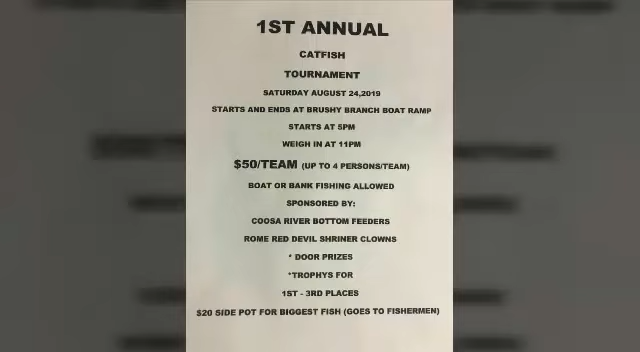 1ST ANNUAL
CATFISH
TOURNAMENT
SATURDAY AUGUST 24,2019
STARTS AND ENDS AT BRUSHY BRANCH BOAT RAMP
STARTS AT 5PM
WEIGH IN AT 11PM
$50/TEAM (UP TO 4 PERSONS/TEAM)
BOAT OR BANK FISHING ALLOWED
SPONSORED BY:
COOSA RIVER BOTTOM FEEDERS
ROME RED DEVIL SHRINER CLOWNS
* DOOR PRIZES
*TROPHYS FOR
1ST - 3RD PLACES
$20 SIDE POT FOR BIGGEST FISH (GOES TO FISHERMEN)